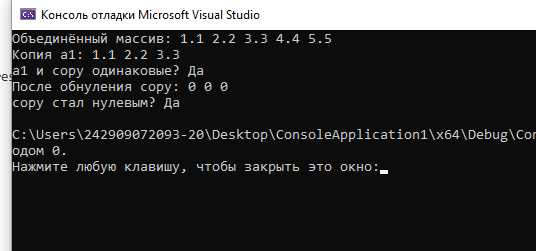 Консоль отладки Microsoft Visual Studio
Объединённый массив: 1.1 2.2 3.3 4.4 5.5
Копия a1: 1.1 2.2 3.3
a1 и copy одинаковые? Да
После обнуления copy: 0 0 0
copy стал нулевым? Да
C:\Users\242909072093-20\Desktop\ConsoleApplication1\x64\Debug\Con
одом 0.
Нажмите любую клавишу, чтобы закрыть это окно: